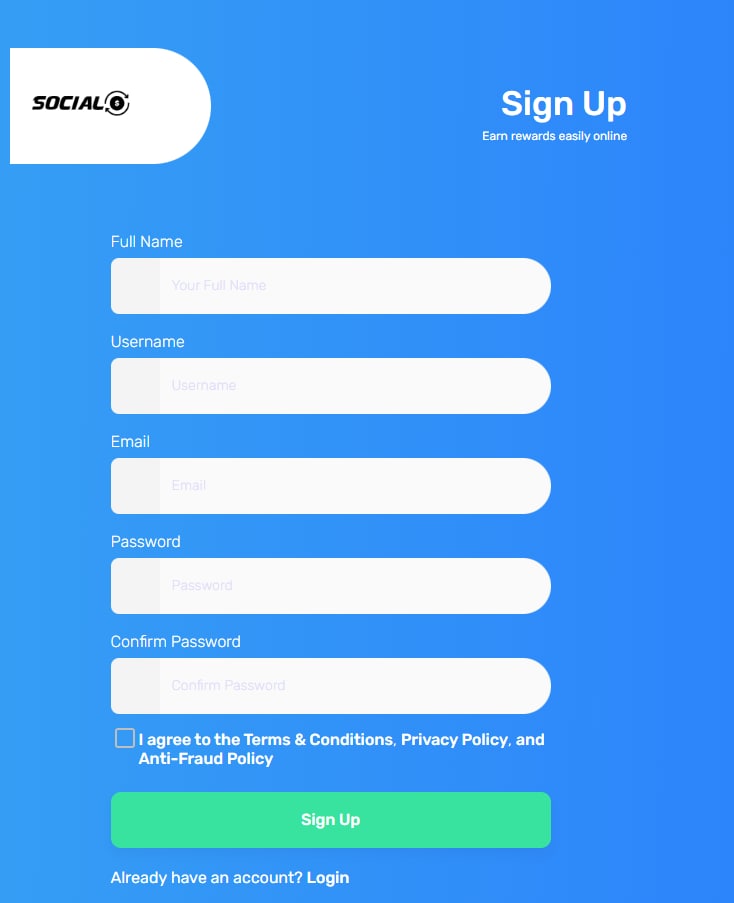 SOCIAL $
Sign Up
Earn rewards easily online
Full Name
Your Full Name
Username
Username
Email
Email
Password
Password
Confirm Password
Confirm Password
I agree to the Terms & Conditions, Privacy Policy, and
Anti-Fraud Policy
Sign Up
Already have an account? Login